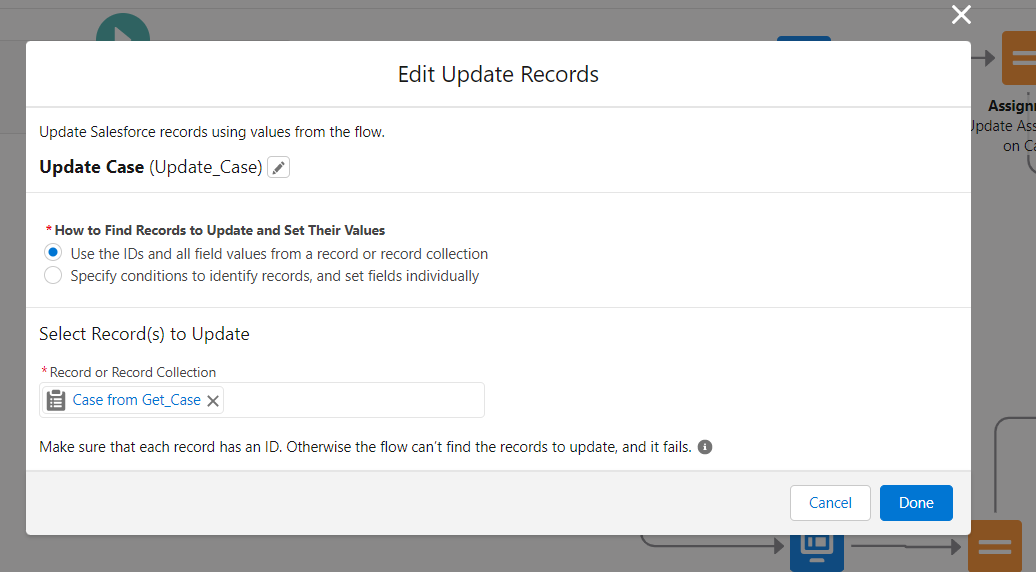 Edit Update Records
Update Salesforce records using values from the flow.
Update Case (Update_Case)
* How to Find Records to Update and Set Their Values
Use the IDs and all field values from a record or record collection
Specify conditions to identify records, and set fields individually
Select Record(s) to Update
* Record or Record Collection
Case from Get_Case
Make sure that each record has an ID. Otherwise the flow can't find the records to update, and it fails.
Cancel
Done
Assign
Update Ass
on Ca